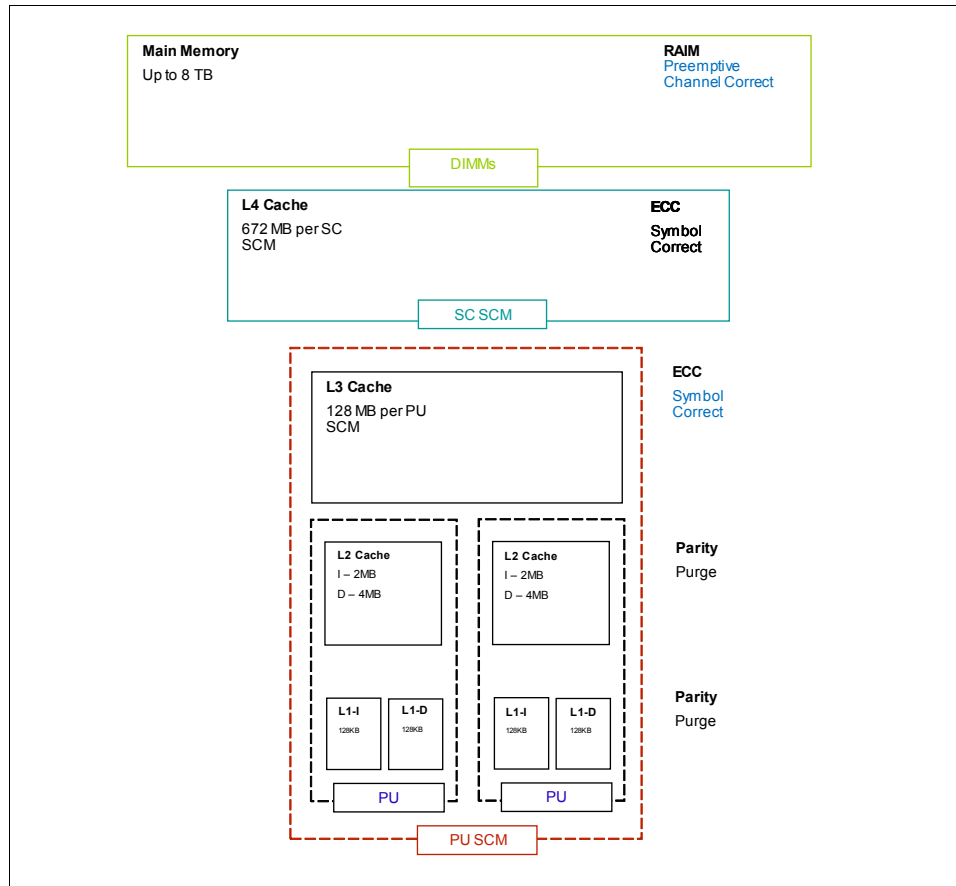 Main Memory
Up to 8 TB
RAIM
Preemptive
Channel Correct
DIMMs
L4 Cache
672 MB per SC
SCM
ECC
Symbol
Correct
SC SCM
L3 Cache
128 MB per PU
SCM
ECC
Symbol
Correct
L2 Cache
I – 2MB
D – 4MB
L2 Cache
I – 2MB
D – 4MB
Parity
Purge
L1-I
128KB
L1-D
128KB
L1-I
128KB
L1-D
128KB
Parity
Purge
PU
PU
PU SCM